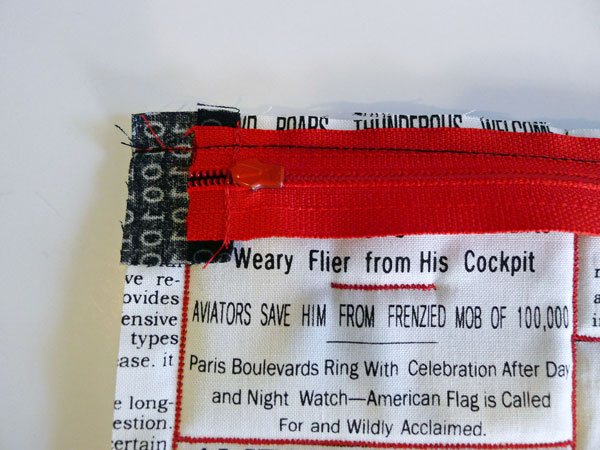 ROARS THUNDEROUS WELCOME
Weary Flier from His Cockpit
AVIATORS SAVE HIM FROM FRENZIED MOB OF 100,000
Paris Boulevards Ring With Celebration After Day
and Night Watch—American Flag is Called
For and Wildly Acclaimed.
ve re-
ovides
ensive
types
ase. it
e long-
estion.
ertain